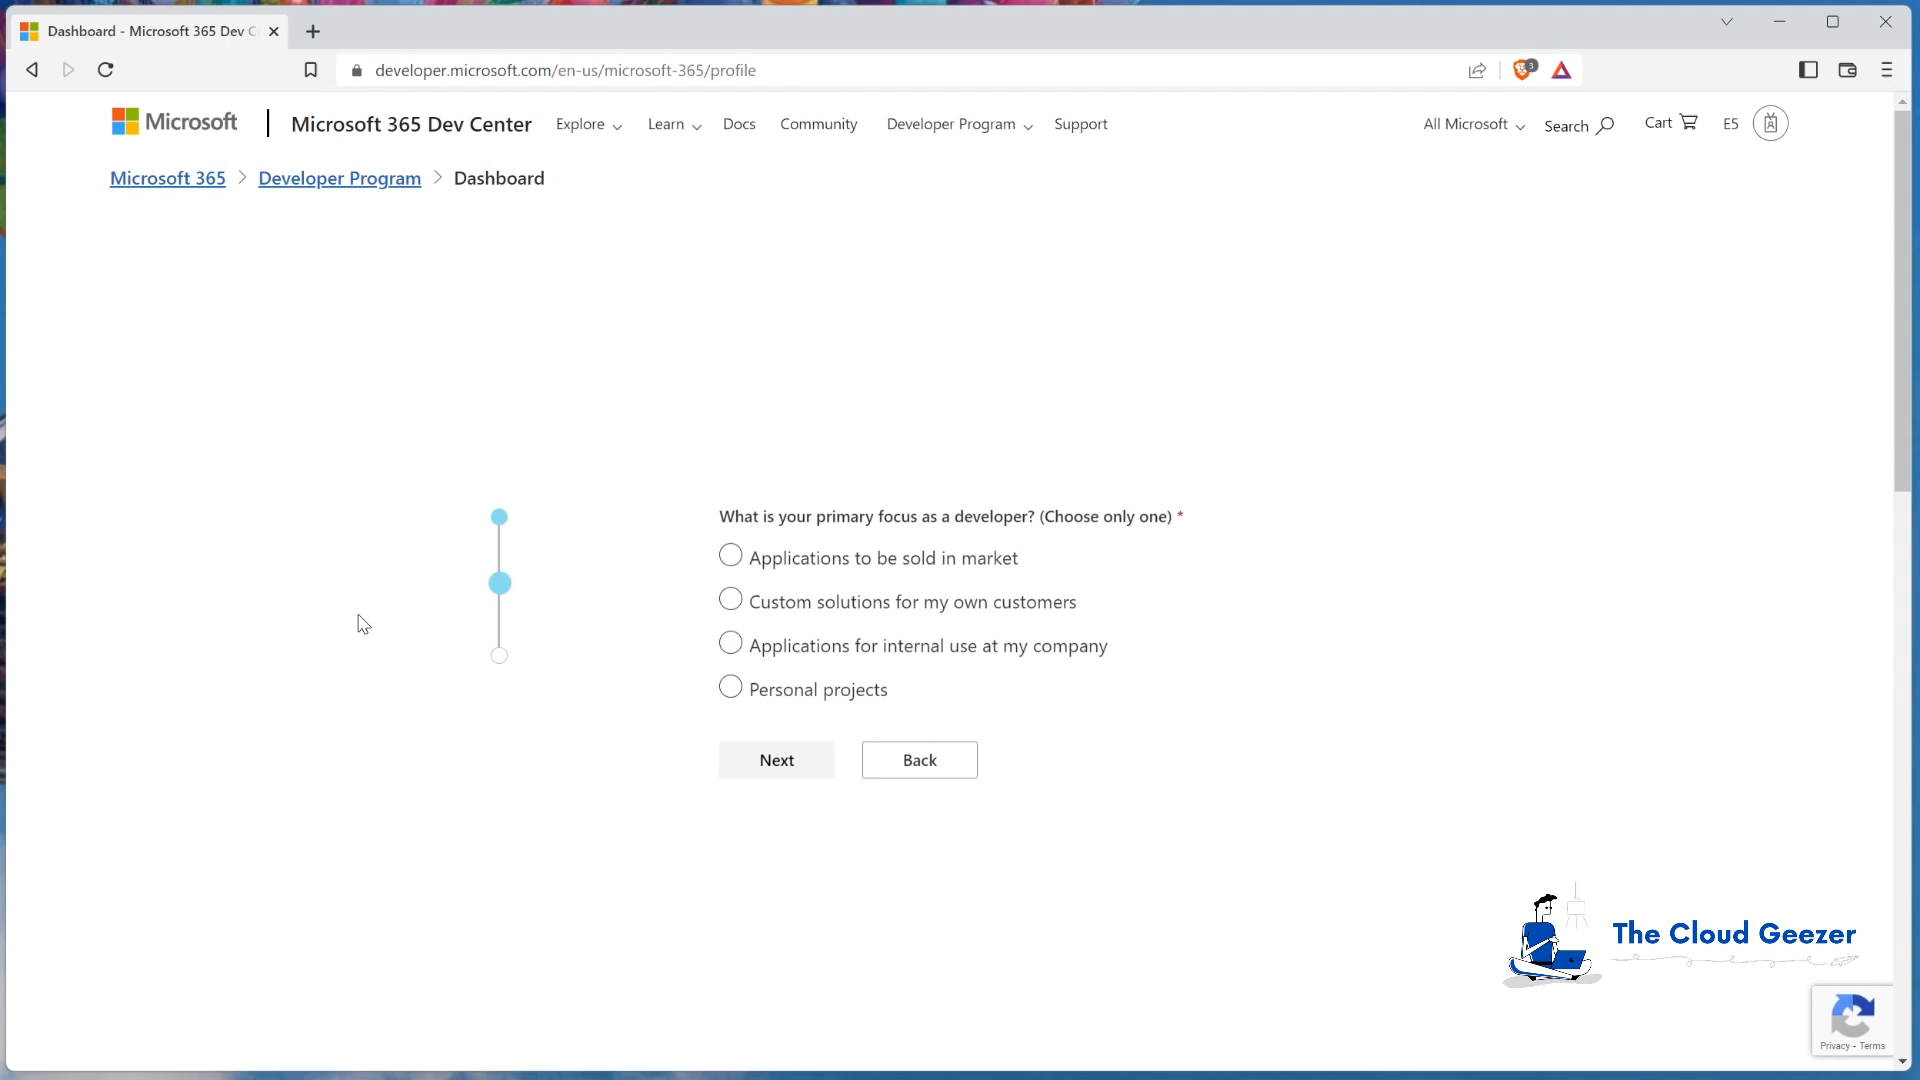 Dashboard - Microsoft 365 Dev C
developer.microsoft.com/en-us/microsoft-365/profile
3
Microsoft
Microsoft 365 Dev Center
Explore
Learn
Docs
Community
Developer Program
Support
All Microsoft
Search
Cart
E5
Microsoft 365 > Developer Program > Dashboard
What is your primary focus as a developer? (Choose only one) *
Applications to be sold in market
Custom solutions for my own customers
Applications for internal use at my company
Personal projects
Next
Back
The Cloud Geezer
Privacy - Terms